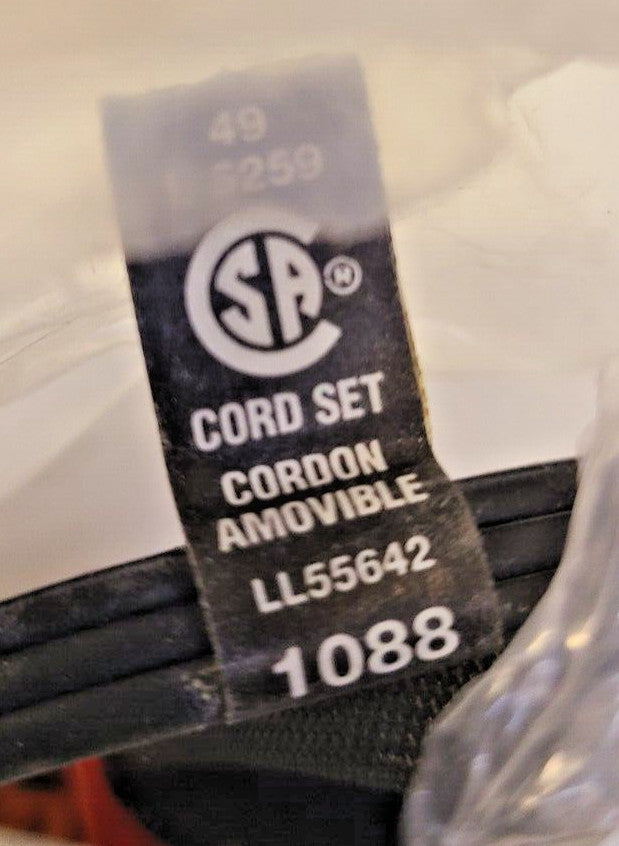 49
CSA ®
CORD SET
CORDON
AMOVIBLE
LL55642
1088